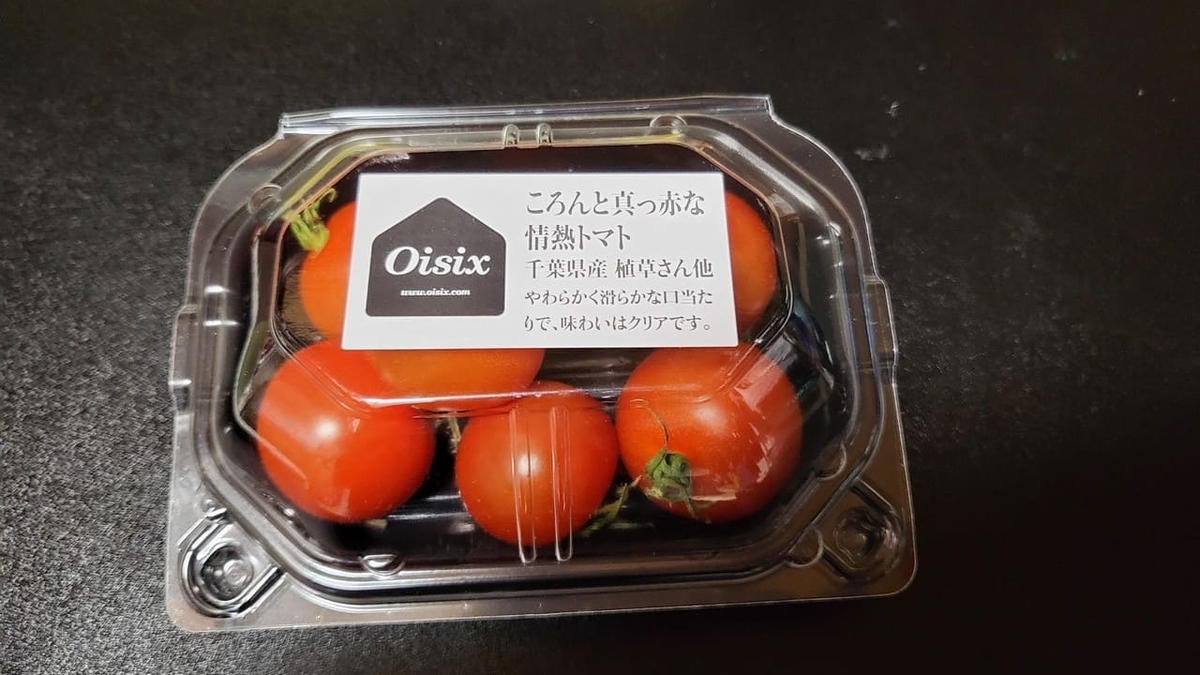 Oisix
www.oisix.com
ころんと真っ赤な
情熱トマト
千葉県産 植草さん他
やわらかく滑らかな口当た
りで、味わいはクリアです。